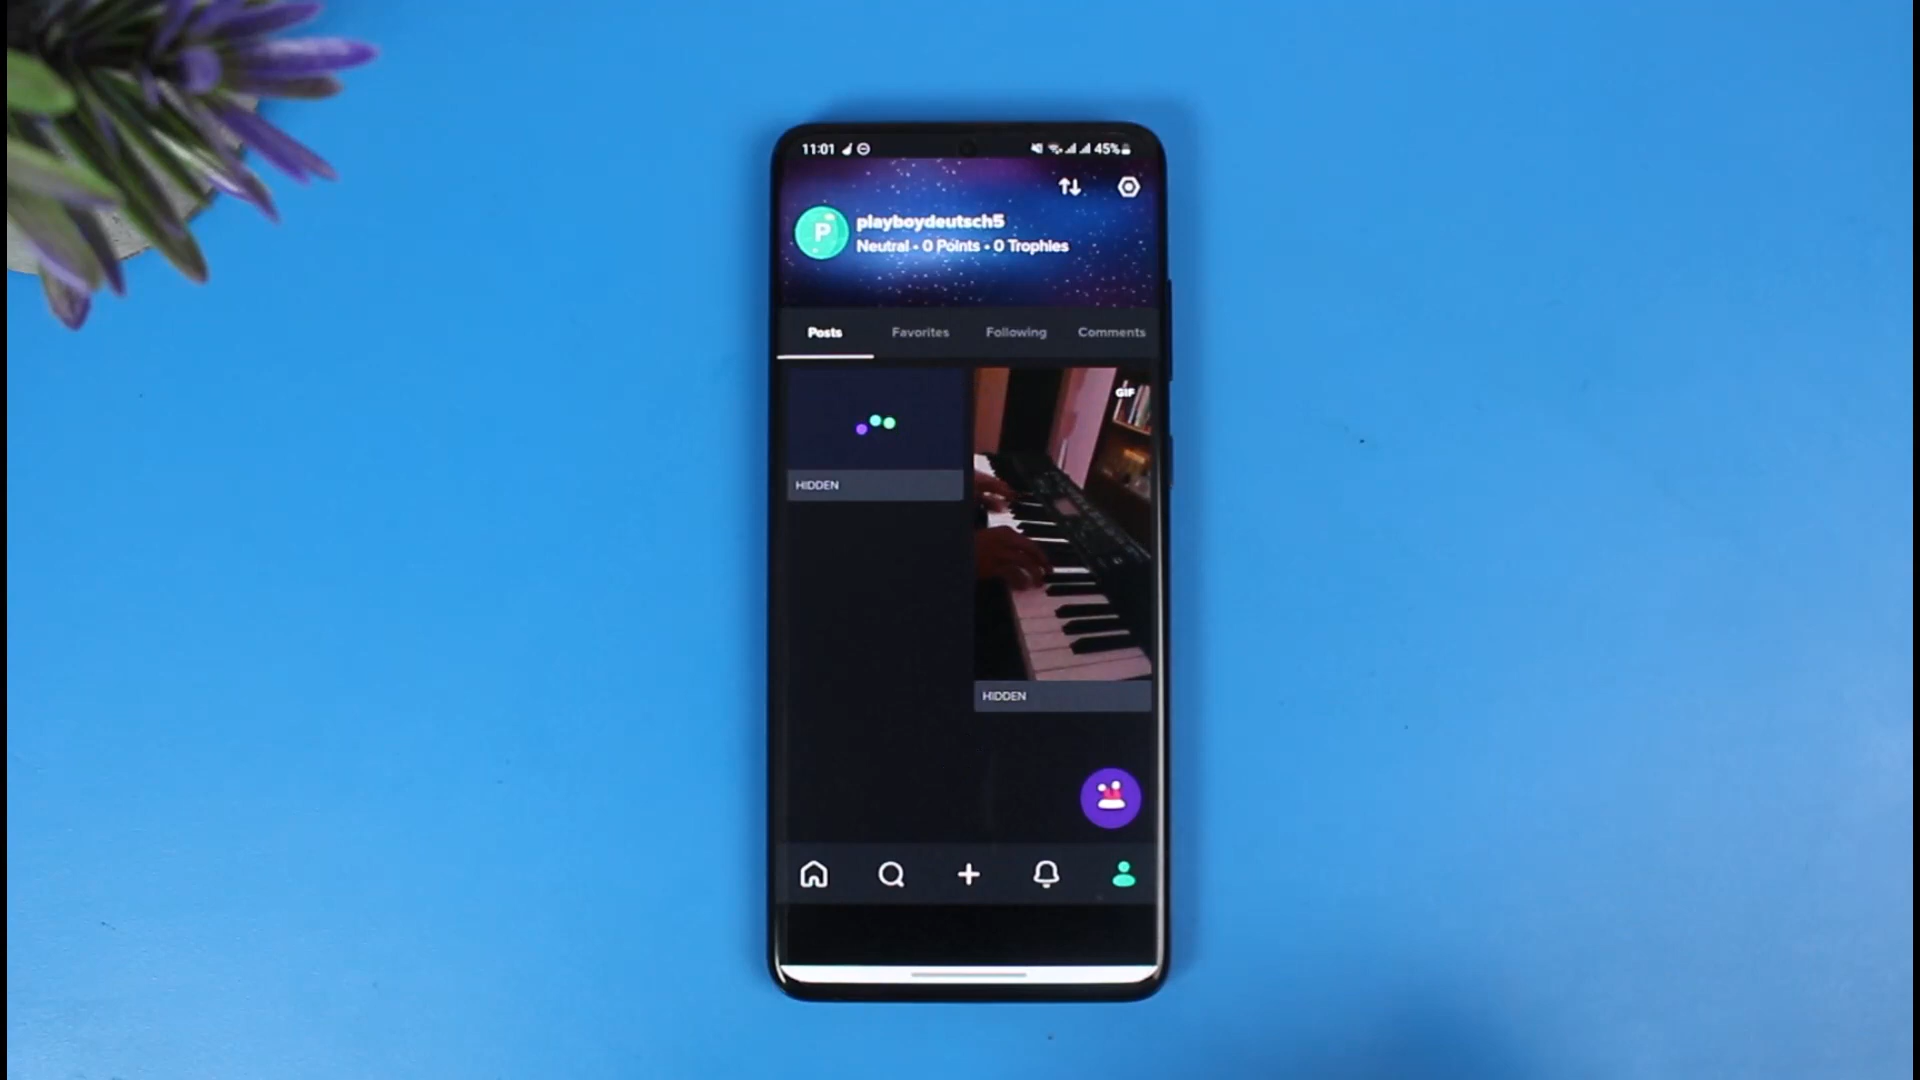 11:01 45%
playboydeutsch5
P
Neutral • 0 Points • 0 Trophies
Posts Favorites Following Comments
GIF
HIDDEN
HIDDEN